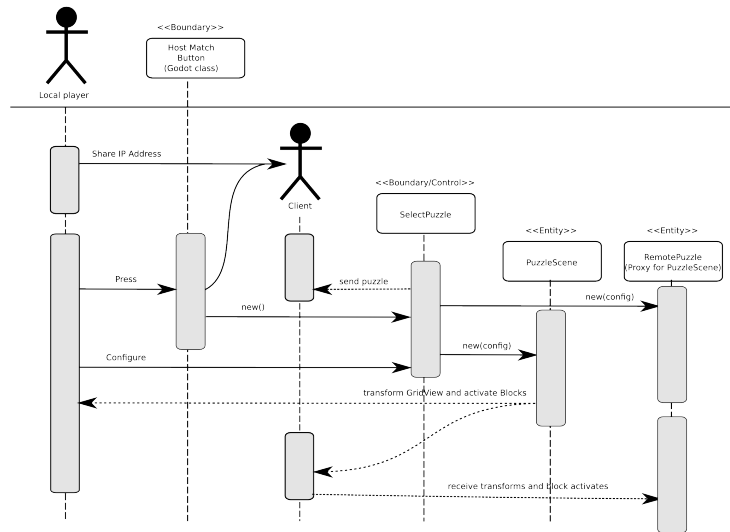 <<Boundary>>
Host Match
Button
(Godot class)
Local player
Share IP Address
<<Boundary/Control>>
Client
SelectPuzzle
<<Entity>>
<<Entity>>
PuzzleScene
RemotePuzzle
(Proxy for PuzzleScene)
Press
send puzzle
new(config)
new()
new(config)
Configure
transform GridView and activate Blocks
receive transforms and block activates